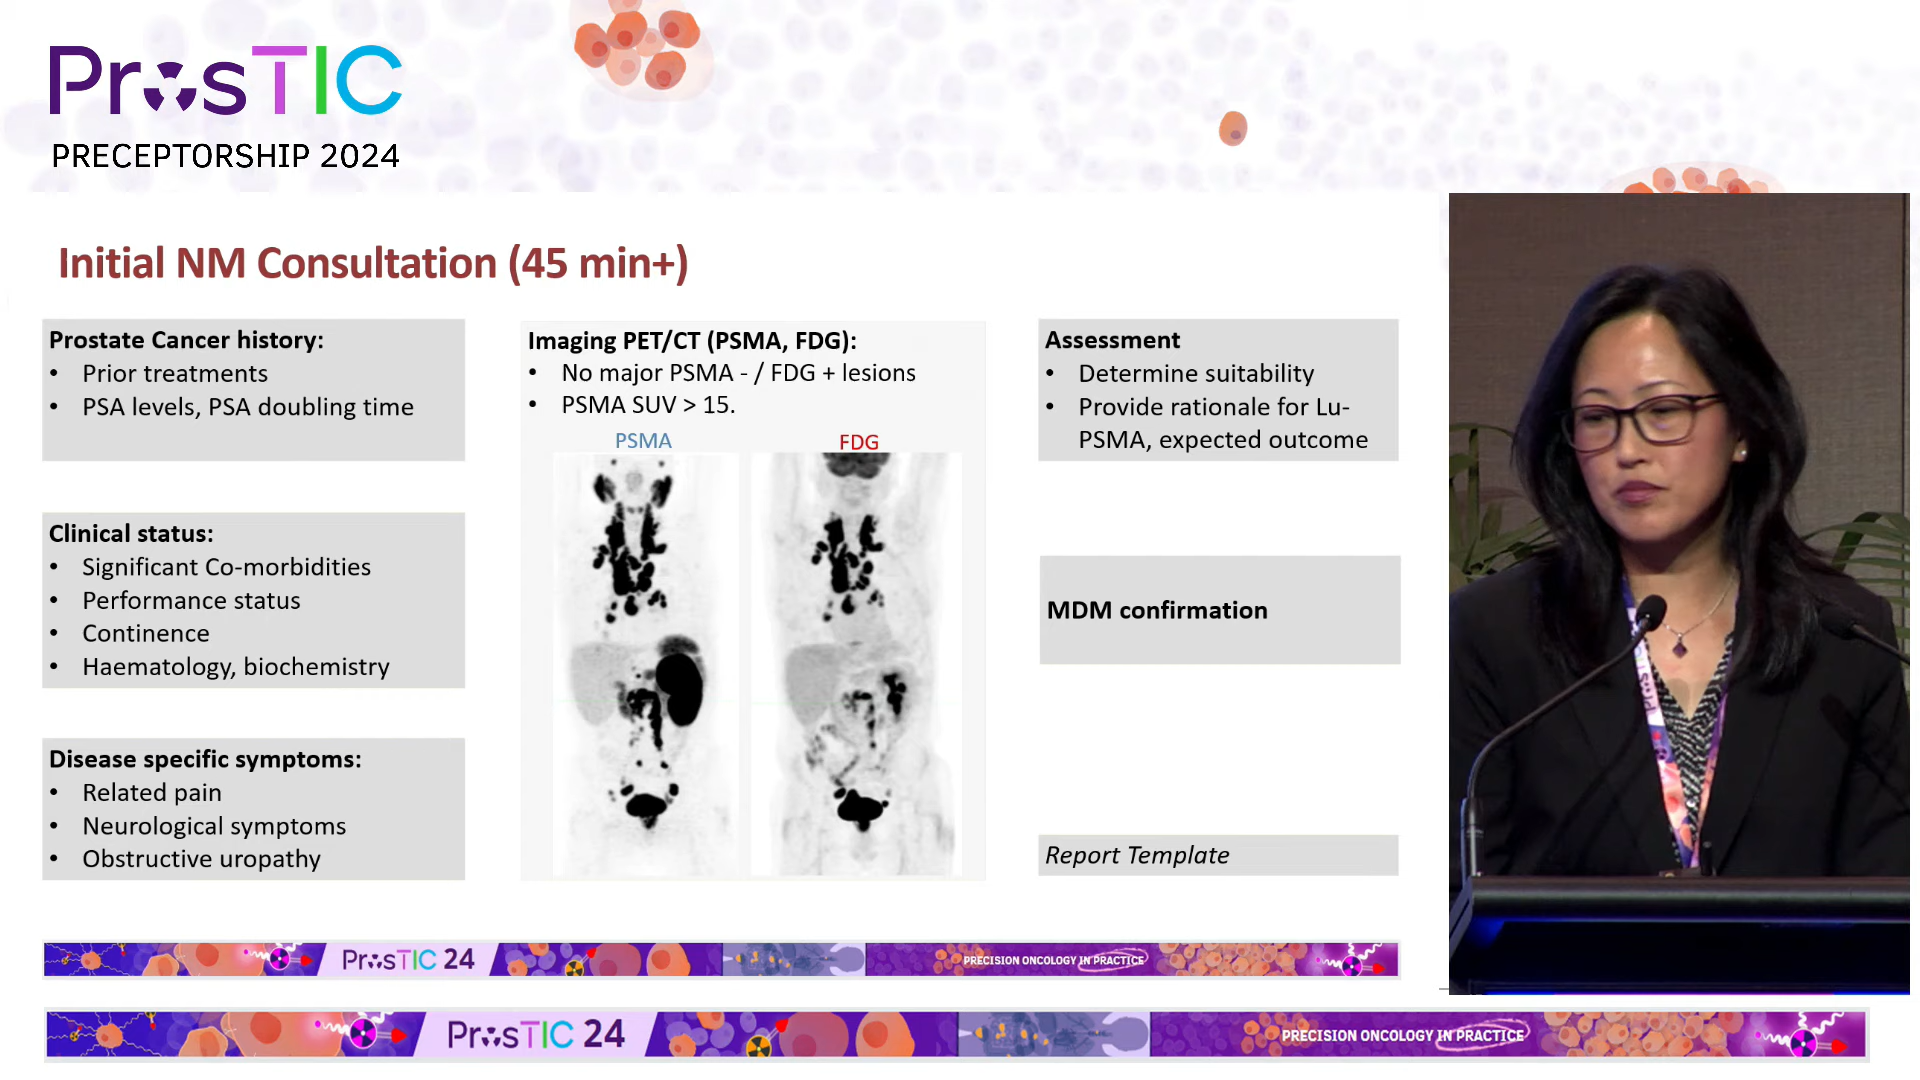 ProsTIC
PRECEPTORSHIP 2024
Initial NM Consultation (45 min+)
Prostate Cancer history:
• Prior treatments
• PSA levels, PSA doubling time
Clinical status:
• Significant Co-morbidities
• Performance status
• Continence
• Haematology, biochemistry
Disease specific symptoms:
• Related pain
• Neurological symptoms
• Obstructive uropathy
Imaging PET/CT (PSMA, FDG):
• No major PSMA - / FDG + lesions
• PSMA SUV > 15.
PSMA
FDG
Assessment
• Determine suitability
• Provide rationale for Lu-
PSMA, expected outcome
MDM confirmation
Report Template
ProsTIC 24
PRECISION ONCOLOGY IN PRACTICE
ProsTIC 24
PRECISION ONCOLOGY IN PRACTICE